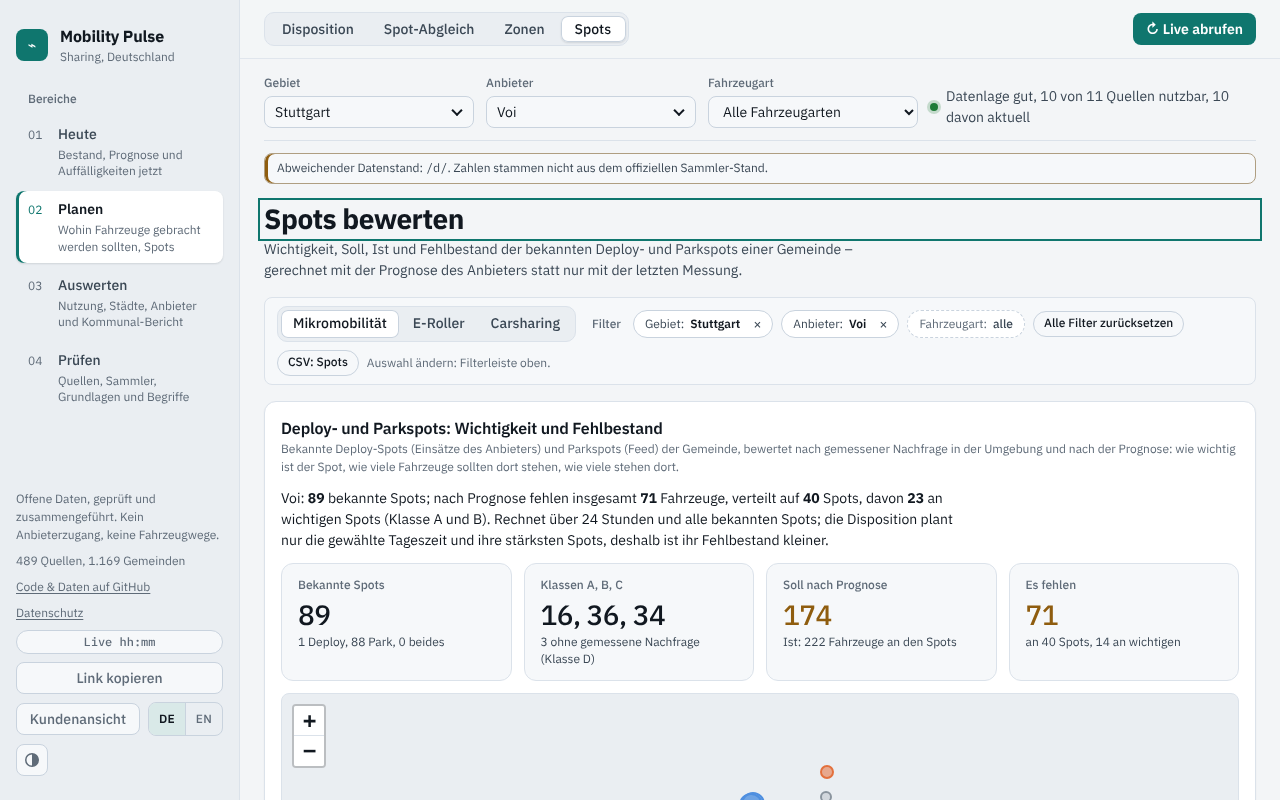 Mobility Pulse
Sharing, Deutschland
Bereiche
01 Heute
Bestand, Prognose und
Auffälligkeiten jetzt
02 Planen
Wohin Fahrzeuge gebracht
werden sollten, Spots
03 Auswerten
Nutzung, Städte, Anbieter
und Kommunal-Bericht
04 Prüfen
Quellen, Sammler,
Grundlagen und Begriffe
Offene Daten, geprüft und
zusammengeführt. Kein
Anbieterzugang, keine Fahrzeugwege.
489 Quellen, 1.169 Gemeinden
Code & Daten auf GitHub
Datenschutz
Live hh:mm
Link kopieren
Kundenansicht DE EN
Disposition Spot-Abgleich Zonen Spots
↻ Live abrufen
Gebiet Anbieter Fahrzeugart
Stuttgart Voi Alle Fahrzeugarten
Datenlage gut, 10 von 11 Quellen nutzbar, 10
davon aktuell
Abweichender Datenstand: /d/. Zahlen stammen nicht aus dem offiziellen Sammler-Stand.
Spots bewerten
Wichtigkeit, Soll, Ist und Fehlbestand der bekannten Deploy- und Parkspots einer Gemeinde –
gerechnet mit der Prognose des Anbieters statt nur mit der letzten Messung.
Mikromobilität E-Roller Carsharing Filter Gebiet: Stuttgart × Anbieter: Voi × Fahrzeugart: alle Alle Filter zurücksetzen
CSV: Spots Auswahl ändern: Filterleiste oben.
Deploy- und Parkspots: Wichtigkeit und Fehlbestand
Bekannte Deploy-Spots (Einsätze des Anbieters) und Parkspots (Feed) der Gemeinde, bewertet nach gemessener Nachfrage in der Umgebung und nach der Prognose: wie wichtig
ist der Spot, wie viele Fahrzeuge sollten dort stehen, wie viele stehen dort.
Voi: 89 bekannte Spots; nach Prognose fehlen insgesamt 71 Fahrzeuge, verteilt auf 40 Spots, davon 23 an
wichtigen Spots (Klasse A und B). Rechnet über 24 Stunden und alle bekannten Spots; die Disposition plant
nur die gewählte Tageszeit und ihre stärksten Spots, deshalb ist ihr Fehlbestand kleiner.
Bekannte Spots
89
1 Deploy, 88 Park, 0 beides
Klassen A, B, C
16, 36, 34
3 ohne gemessene Nachfrage
(Klasse D)
Soll nach Prognose
174
Ist: 222 Fahrzeuge an den Spots
Es fehlen
71
an 40 Spots, 14 an wichtigen
+
−